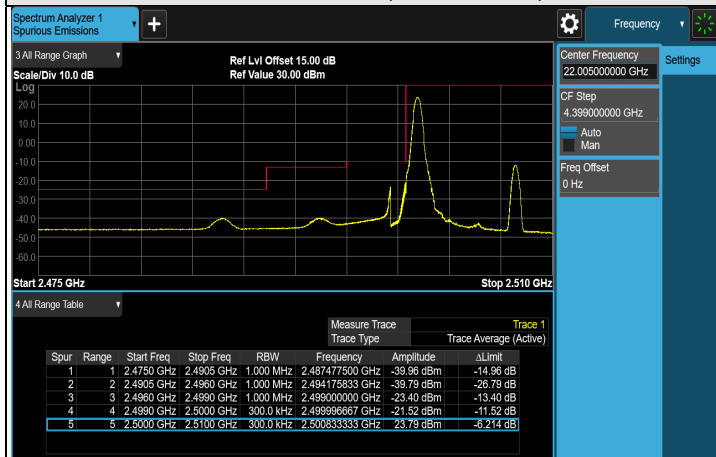 Spectrum Analyzer 1
Spurious Emissions
Frequency
3 All Range Graph
Ref Lvl Offset 15.00 dB
Scale/Div 10.0 dB
Ref Value 30.00 dBm
Log
20.0
10.0
0.00
-10.0
-20.0
-30.0
-40.0
-50.0
-60.0
Start 2.475 GHz
Stop 2.510 GHz
Center Frequency
22.005000000 GHz
Settings
CF Step
4.399000000 GHz
Auto
Man
Freq Offset
0 Hz
4 All Range Table
Measure Trace Trace 1
Trace Type Trace Average (Active)
Spur Range Start Freq Stop Freq RBW Frequency Amplitude ΔLimit
1 1 2.4750 GHz 2.4905 GHz 1.000 MHz 2.487477500 GHz -39.96 dBm -14.96 dB
2 2 2.4905 GHz 2.4960 GHz 1.000 MHz 2.494175833 GHz -39.79 dBm -26.79 dB
3 3 2.4960 GHz 2.4990 GHz 1.000 MHz 2.499000000 GHz -23.40 dBm -13.40 dB
4 4 2.4990 GHz 2.5000 GHz 300.0 kHz 2.499996667 GHz -21.52 dBm -11.52 dB
5 5 2.5000 GHz 2.5100 GHz 300.0 kHz 2.500833333 GHz 23.79 dBm -6.214 dB